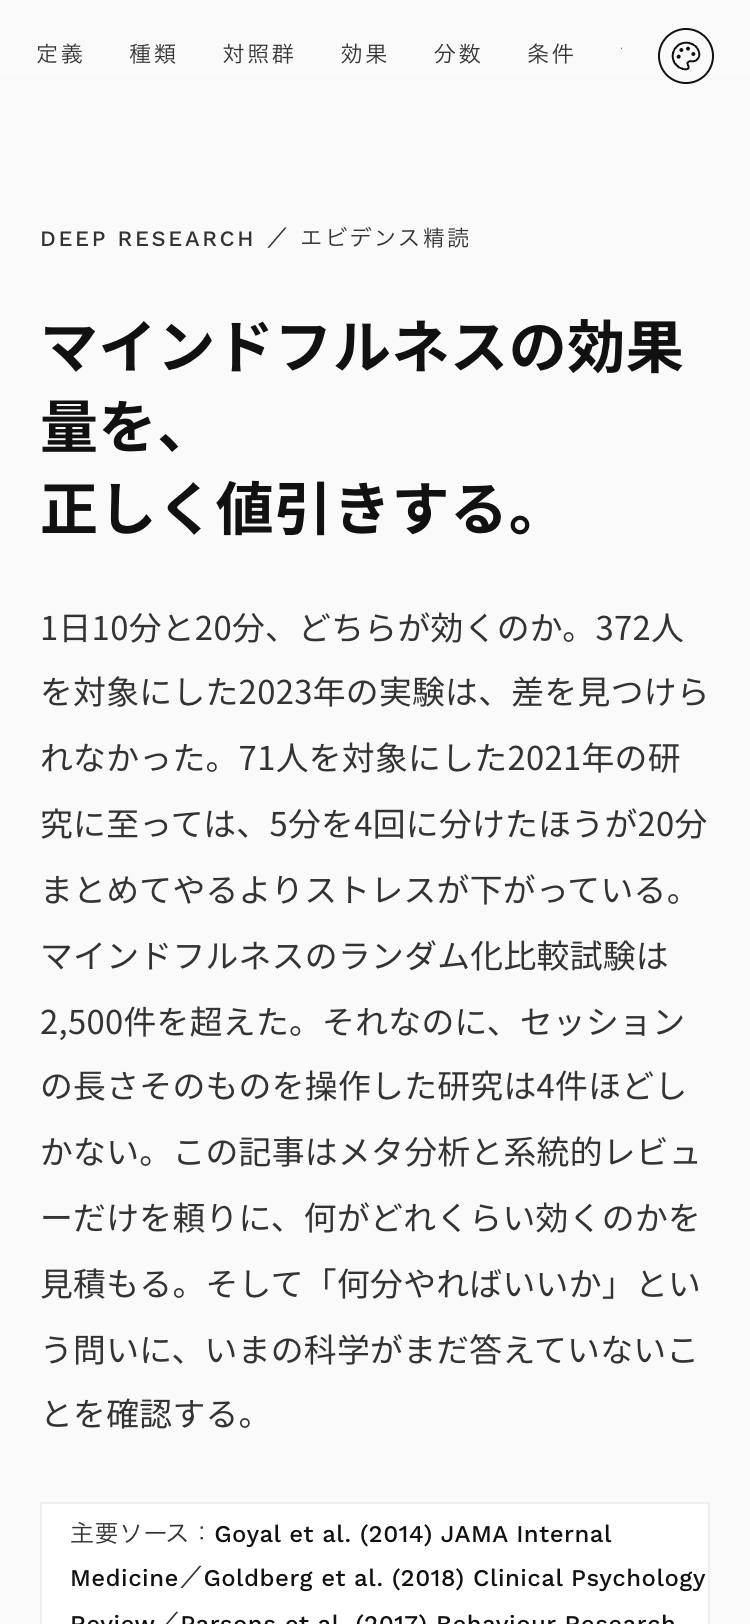 定義 種類 対照群 効果 分数 条件
DEEP RESEARCH ／ エビデンス精読
マインドフルネスの効果
量を、
正しく値引きする。
1日10分と20分、どちらが効くのか。372人
を対象にした2023年の実験は、差を見つけら
れなかった。71人を対象にした2021年の研
究に至っては、5分を4回に分けたほうが20分
まとめてやるよりストレスが下がっている。
マインドフルネスのランダム化比較試験は
2,500件を超えた。それなのに、セッション
の長さそのものを操作した研究は4件ほどし
かない。この記事はメタ分析と系統的レビュ
ーだけを頼りに、何がどれくらい効くのかを
見積もる。そして「何分やればいいか」とい
う問いに、いまの科学がまだ答えていないこ
とを確認する。
主要ソース：Goyal et al. (2014) JAMA Internal
Medicine／Goldberg et al. (2018) Clinical Psychology
Review／Parsons et al. (2017) Behaviour Research